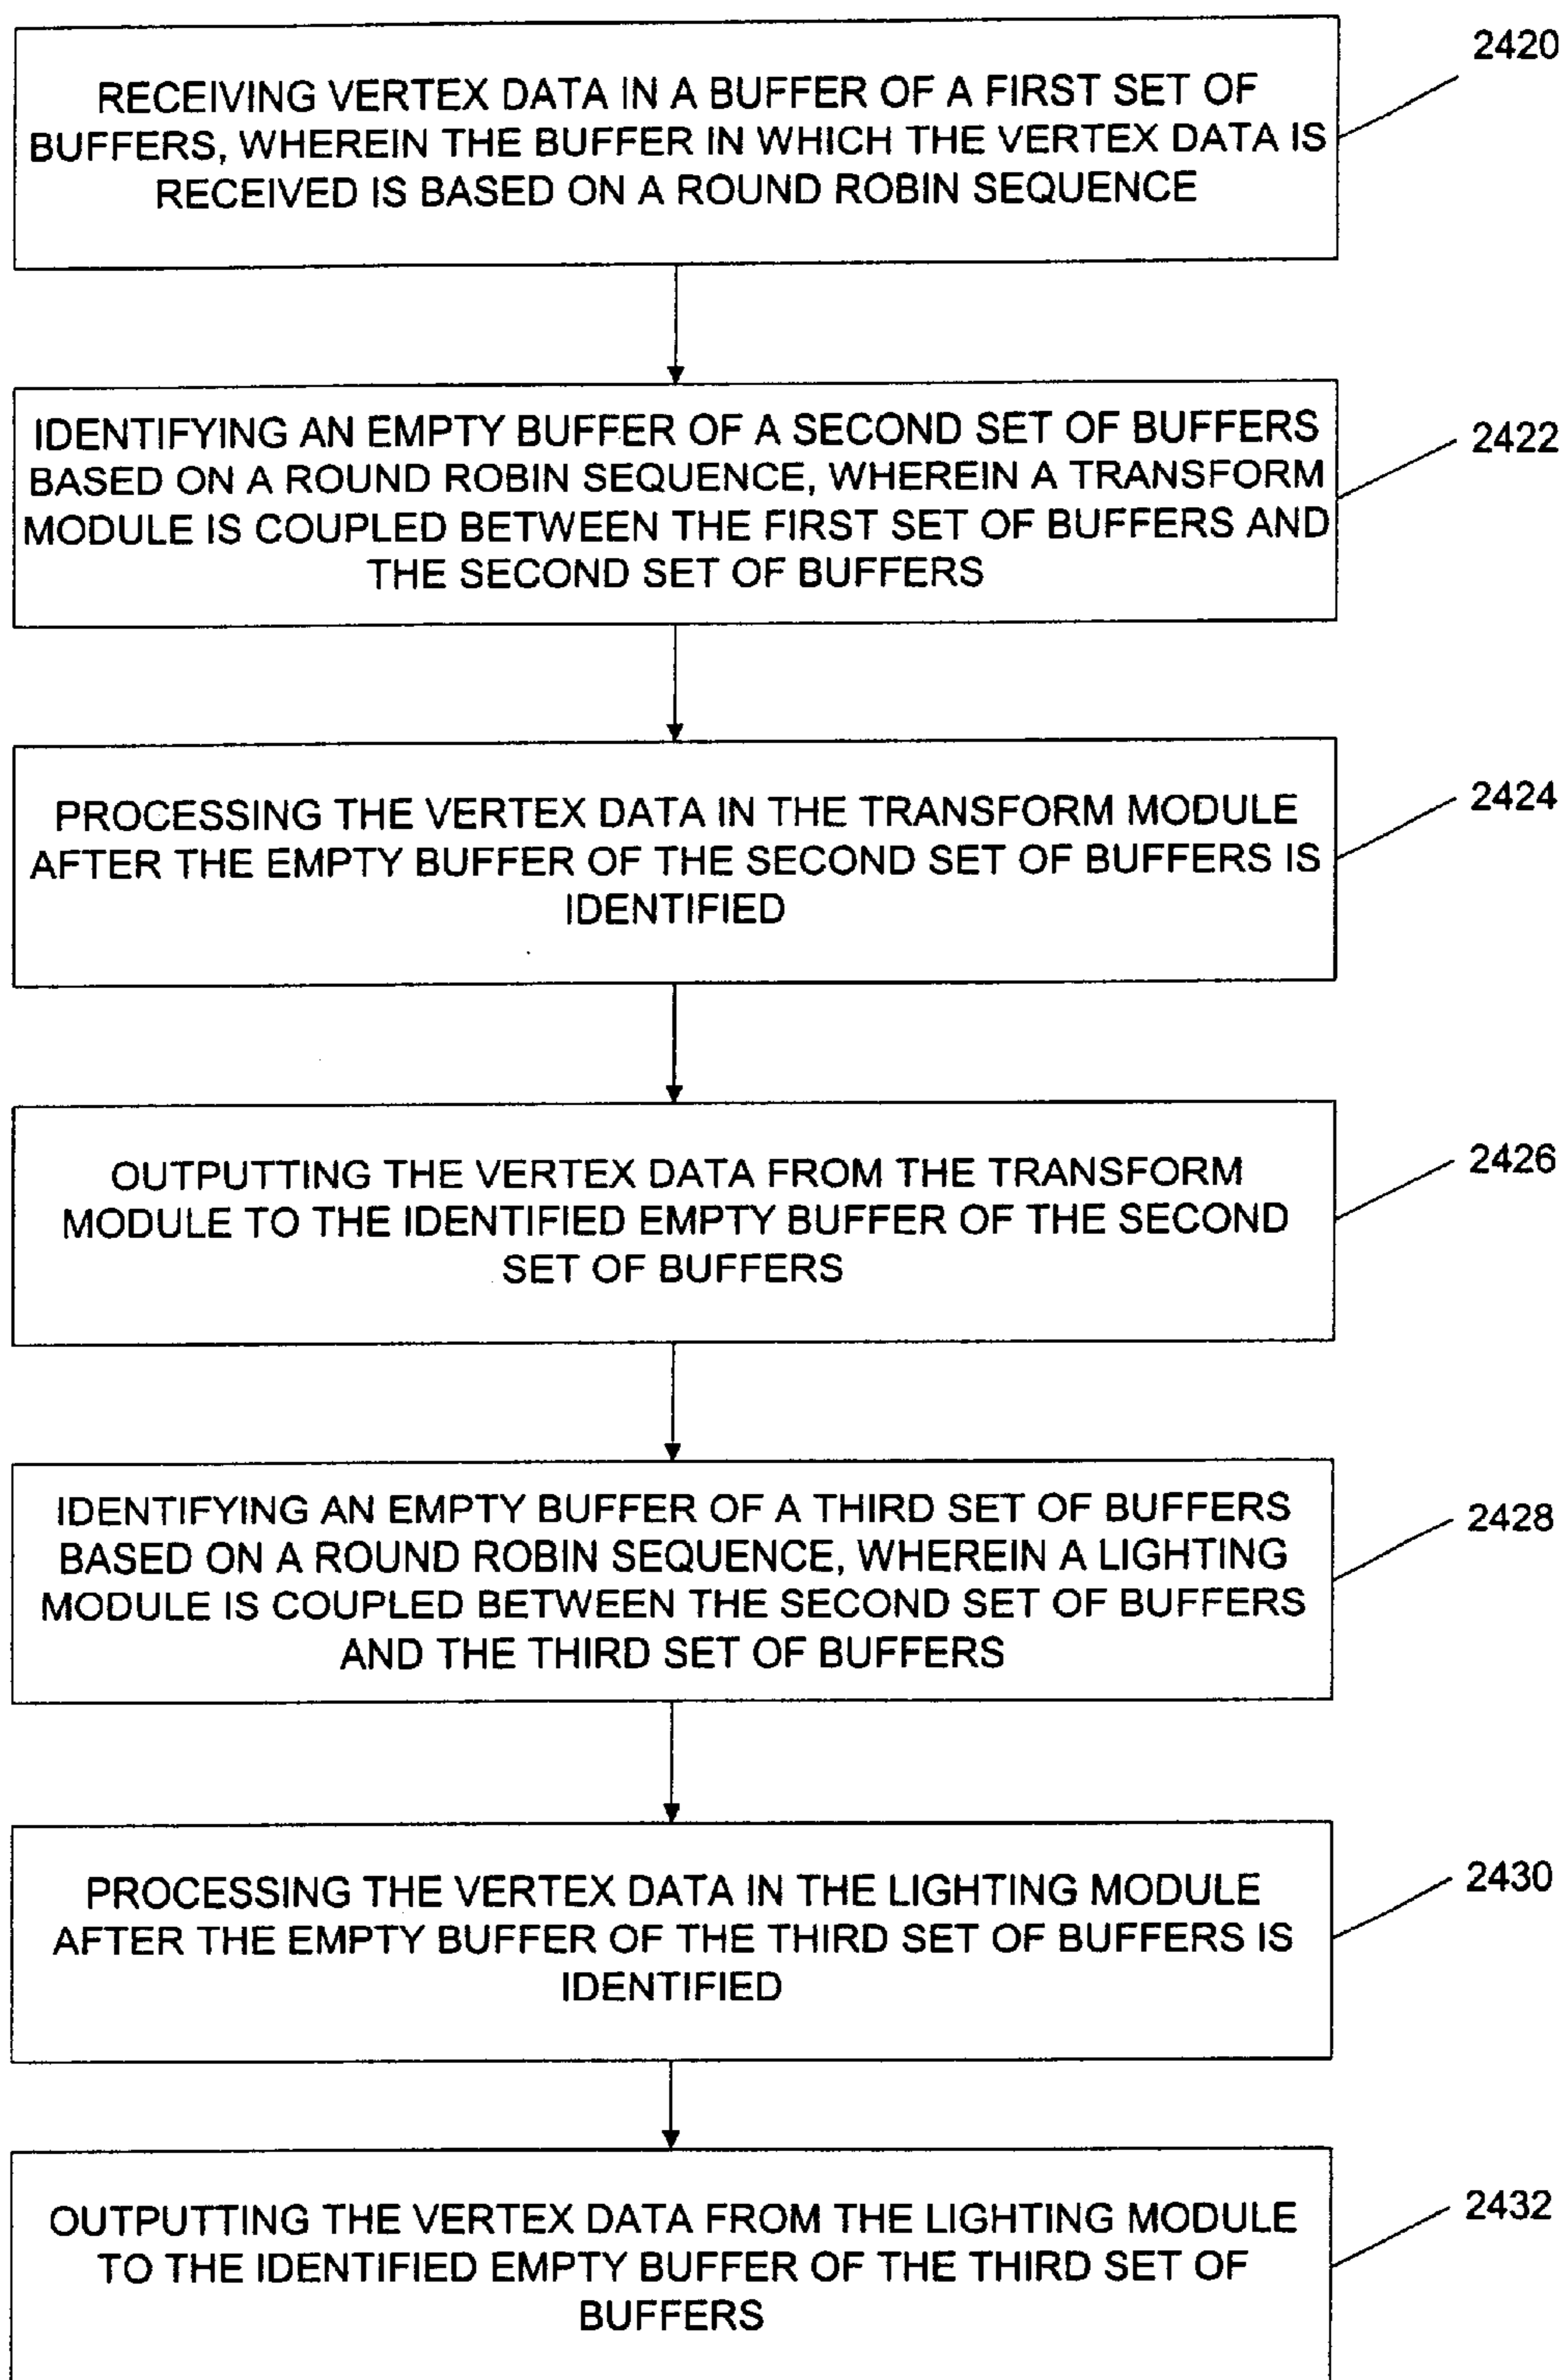 2420
RECEIVING VERTEX DATA IN A BUFFER OF A FIRST SET OF
BUFFERS, WHEREIN THE BUFFER IN WHICH THE VERTEX DATA IS
RECEIVED IS BASED ON A ROUND ROBIN SEQUENCE
2422
IDENTIFYING AN EMPTY BUFFER OF A SECOND SET OF BUFFERS
BASED ON A ROUND ROBIN SEQUENCE, WHEREIN A TRANSFORM
MODULE IS COUPLED BETWEEN THE FIRST SET OF BUFFERS AND
THE SECOND SET OF BUFFERS
2424
PROCESSING THE VERTEX DATA IN THE TRANSFORM MODULE
AFTER THE EMPTY BUFFER OF THE SECOND SET OF BUFFERS IS
IDENTIFIED
2426
OUTPUTTING THE VERTEX DATA FROM THE TRANSFORM
MODULE TO THE IDENTIFIED EMPTY BUFFER OF THE SECOND
SET OF BUFFERS
2428
IDENTIFYING AN EMPTY BUFFER OF A THIRD SET OF BUFFERS
BASED ON A ROUND ROBIN SEQUENCE, WHEREIN A LIGHTING
MODULE IS COUPLED BETWEEN THE SECOND SET OF BUFFERS
AND THE THIRD SET OF BUFFERS
2430
PROCESSING THE VERTEX DATA IN THE LIGHTING MODULE
AFTER THE EMPTY BUFFER OF THE THIRD SET OF BUFFERS IS
IDENTIFIED
2432
OUTPUTTING THE VERTEX DATA FROM THE LIGHTING MODULE
TO THE IDENTIFIED EMPTY BUFFER OF THE THIRD SET OF
BUFFERS